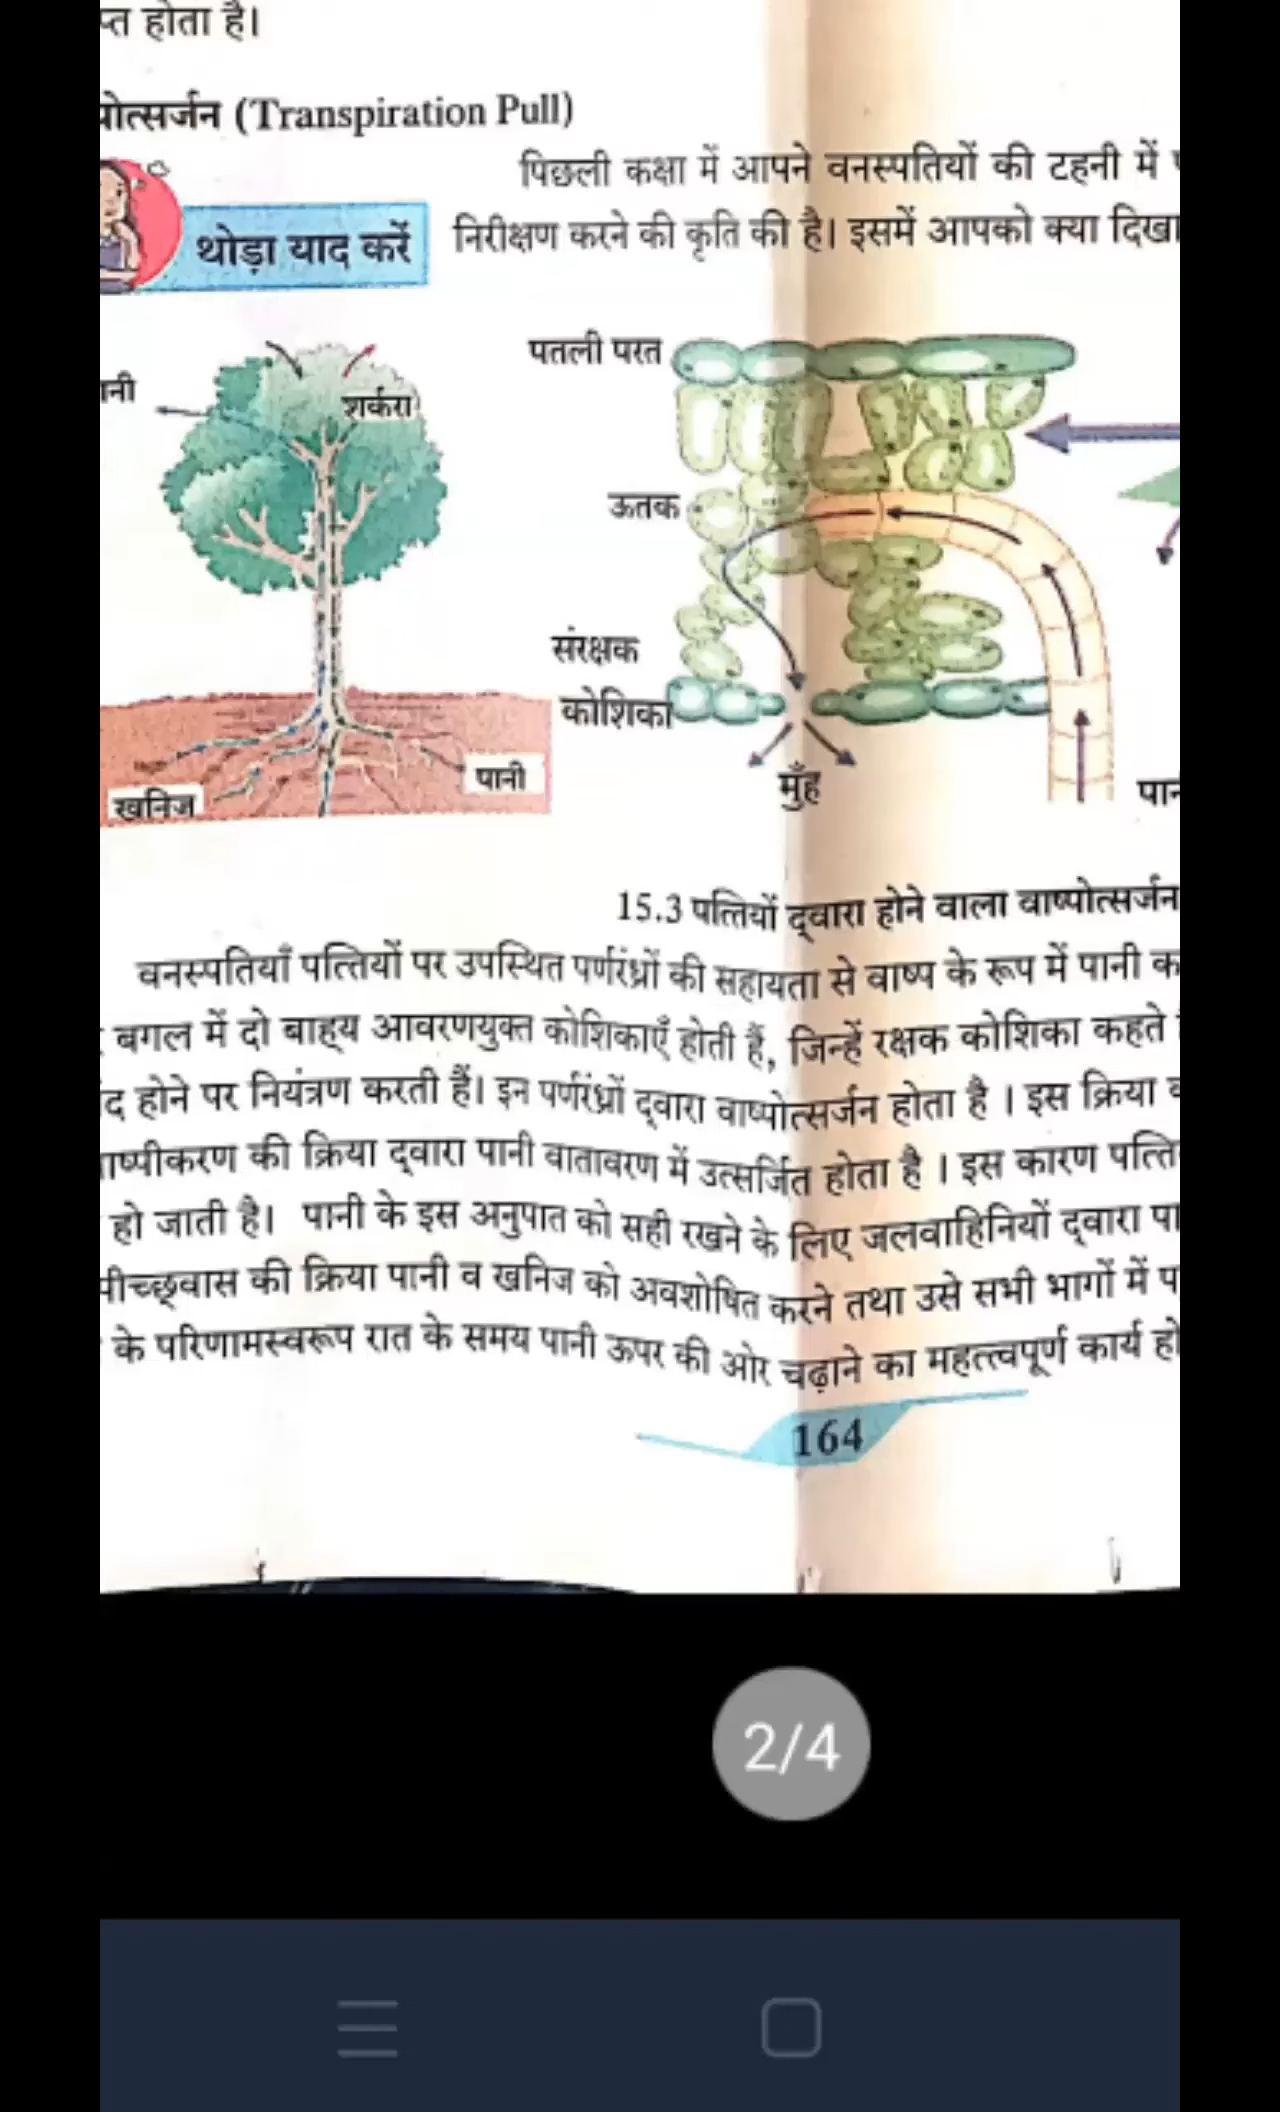 प्त होता है।
पोत्सर्जन (Transpiration Pull)
पिछली कक्षा में आपने वनस्पतियों की टहनी में
थोड़ा याद करें
निरीक्षण करने की कृति की है। इसमें आपको क्या दिखा
पतली परत
नी
शर्करा
ऊतक
संरक्षक
कोशिका
पानी
खनिज
मुँह
पान
15.3 पत्तियों द्वारा होने वाला वाष्पोत्सर्जन
वनस्पतियाँ पत्तियों पर उपस्थित पर्णरंध्रों की सहायता से वाष्प के रूप में पानी क
बगल में दो बाह्य आवरणयुक्त कोशिकाएँ होती हैं, जिन्हें रक्षक कोशिका कहते
द होने पर नियंत्रण करती हैं। इन पर्णरंध्रों द्वारा वाष्पोत्सर्जन होता है । इस क्रिया
ाष्पीकरण की क्रिया द्वारा पानी वातावरण में उत्सर्जित होता है । इस कारण पत्ति
हो जाती है। पानी के इस अनुपात को सही रखने के लिए जलवाहिनियों द्वारा पा
पीच्छ्वास की क्रिया पानी व खनिज को अवशोषित करने तथा उसे सभी भागों में प
के परिणामस्वरूप रात के समय पानी ऊपर की ओर चढ़ाने का महत्त्वपूर्ण कार्य हो
164
2/4